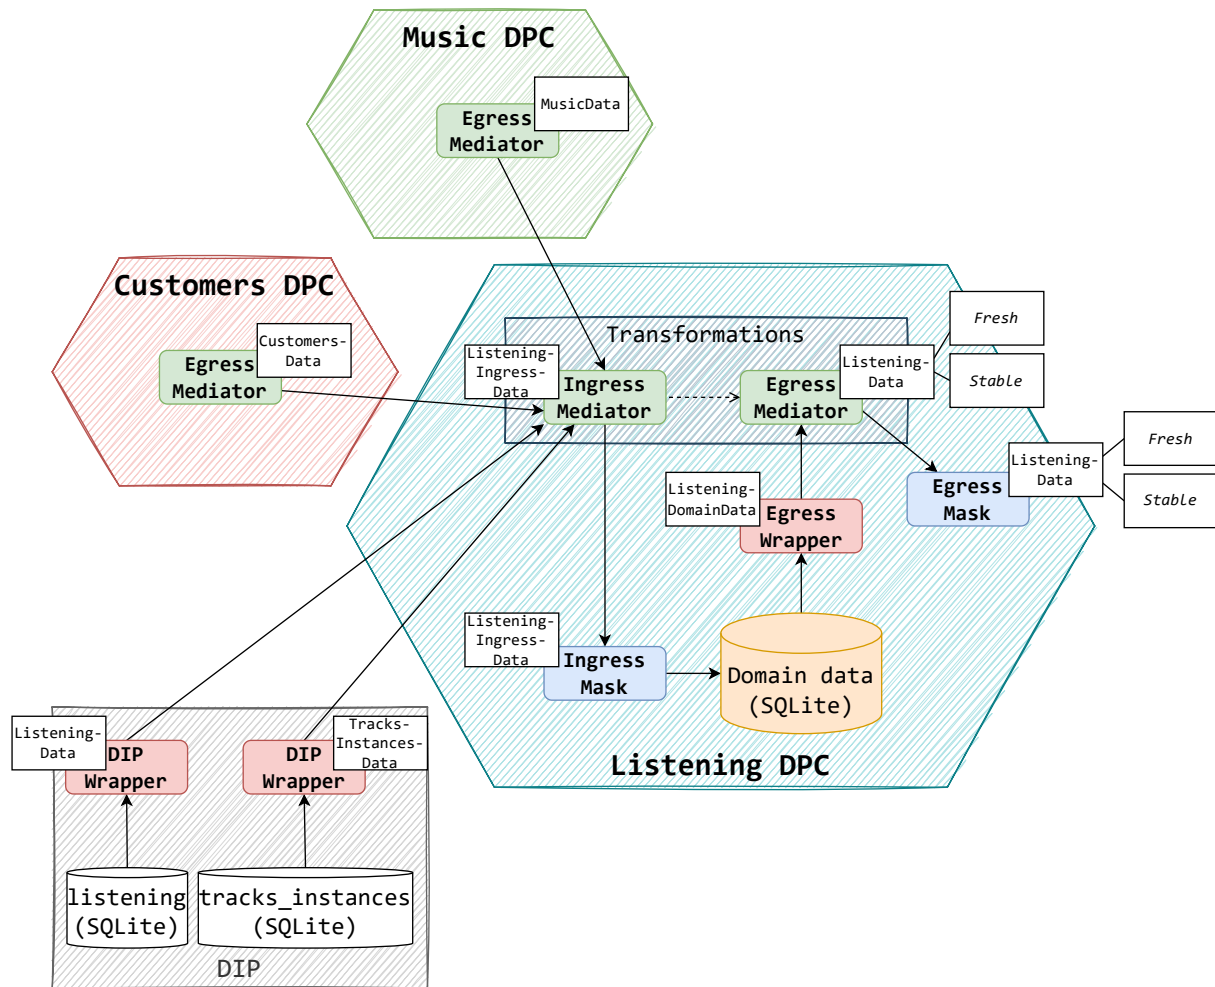 Music DPC
MusicData
Egress
Mediator
Customers DPC
Customers-
Data
Egress
Mediator
Transformations
Listening-
Ingress-
Data
Ingress
Mediator
Egress
Mediator
Listening-
Data
Fresh
Stable
Listening-
Data
Fresh
Stable
Egress
Mask
Listening-
DomainData
Egress
Wrapper
Listening-
Ingress-
Data
Ingress
Mask
Domain data
(SQLite)
Listening DPC
Listening-
Data
DIP
Wrapper
Tracks-
Instances-
Data
DIP
Wrapper
listening
(SQLite)
tracks_instances
(SQLite)
DIP